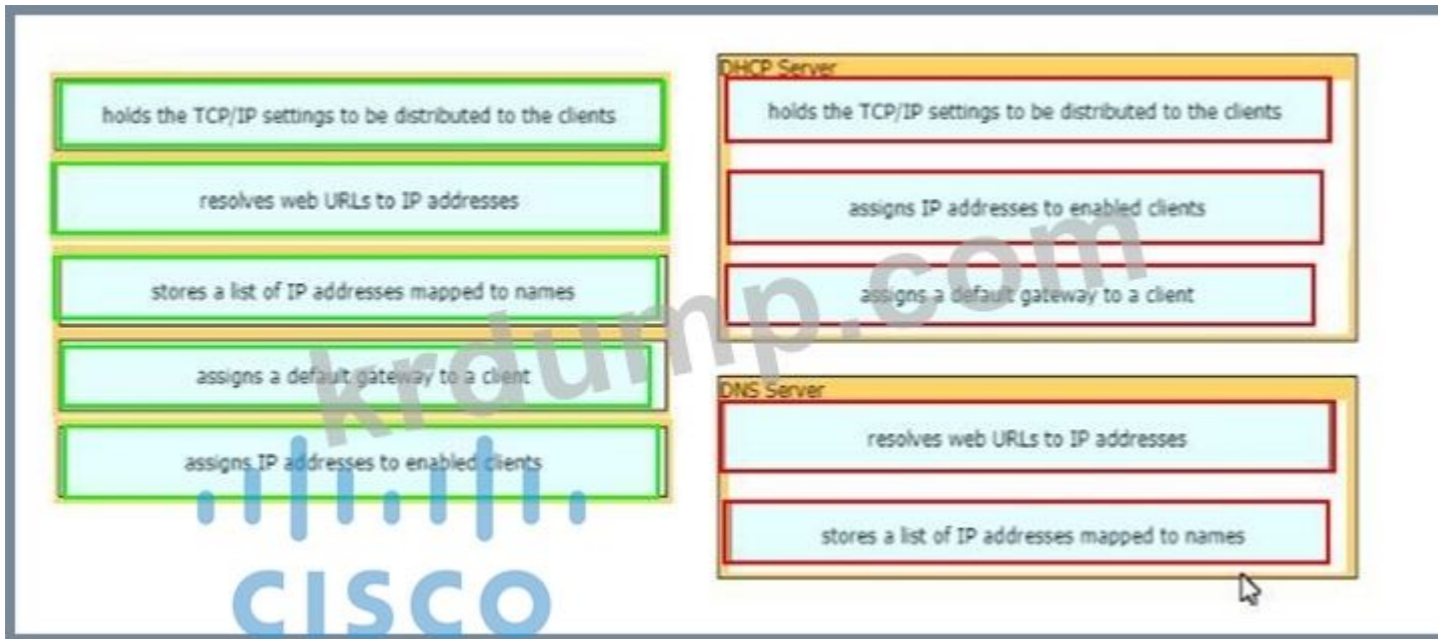 holds the TCP/IP settings to be distributed to the clients
resolves web URLs to IP addresses
stores a list of IP addresses mapped to names
assigns a default gateway to a client
assigns IP addresses to enabled clients
DHCP Server
holds the TCP/IP settings to be distributed to the clients
assigns IP addresses to enabled clients
assigns a default gateway to a client
DNS Server
resolves web URLs to IP addresses
stores a list of IP addresses mapped to names
krdump.com
CISCO